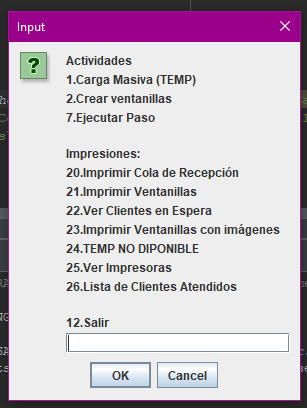 Input
Actividades
1.Carga Masiva (TEMP)
2.Crear ventanillas
7.Ejecutar Paso
Impresiones:
20.Imprimir Cola de Recepción
21.Imprimir Ventanillas
22.Ver Clientes en Espera
23.Imprimir Ventanillas con imágenes
24.TEMP NO DIPONIBLE
25.Ver Impresoras
26.Lista de Clientes Atendidos
12.Salir
OK Cancel